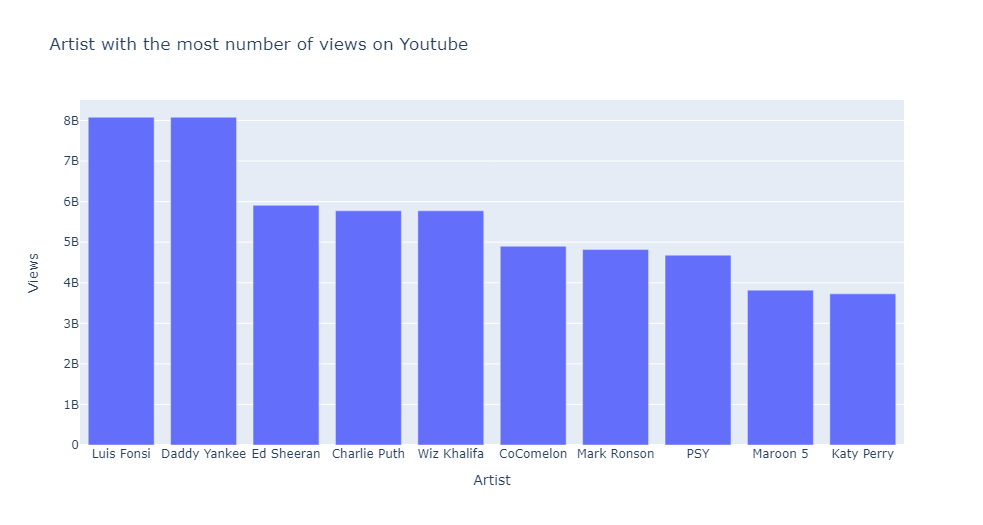 Artist with the most number of views on Youtube
8B
7B
6B
5B
4B
3B
2B
1B
0
Views
Luis Fonsi Daddy Yankee Ed Sheeran Charlie Puth Wiz Khalifa CoComelon Mark Ronson PSY Maroon 5 Katy Perry
Artist